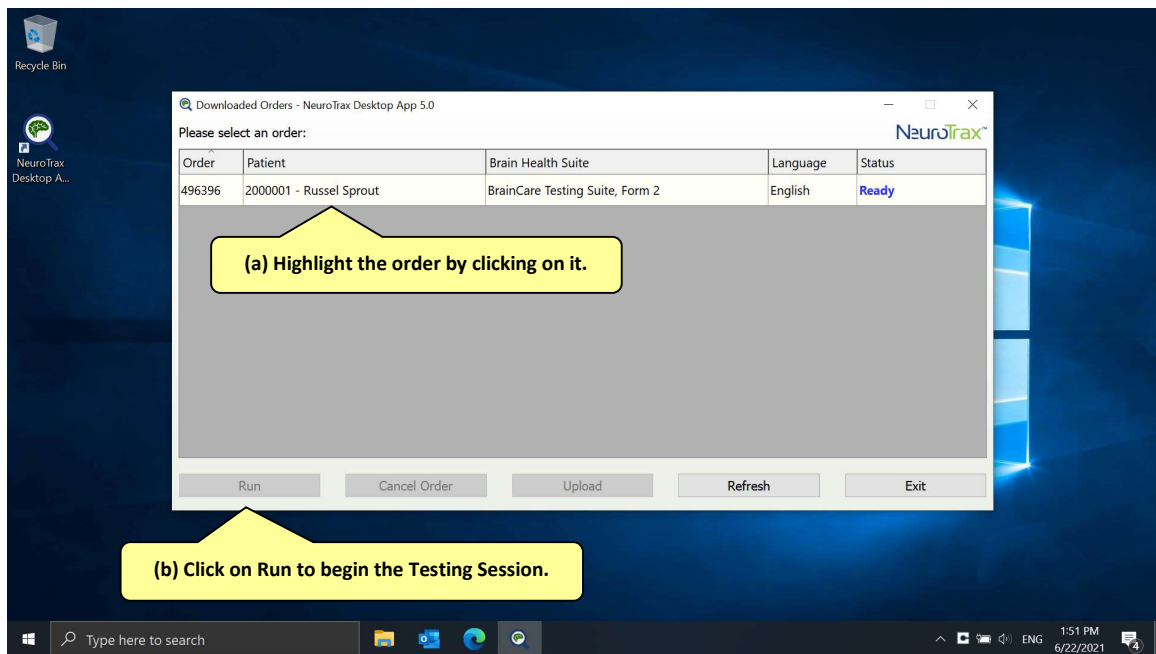 Recycle Bin
Downloaded Orders - NeuroTrax Desktop App 5.0
Please select an order:
NeuroTrax™
NeuroTrax
Desktop A...
Order Patient Brain Health Suite Language Status
496396 2000001 - Russel Sprout BrainCare Testing Suite, Form 2 English Ready
(a) Highlight the order by clicking on it.
Run Cancel Order Upload Refresh Exit
(b) Click on Run to begin the Testing Session.
Type here to search
ENG
1:51 PM
6/22/2021
4